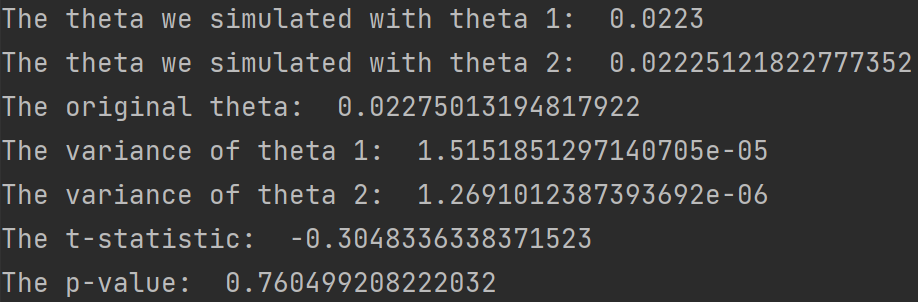 The theta we simulated with theta 1:  0.0223
The theta we simulated with theta 2:  0.02225121822777352
The original theta:  0.02275013194817922
The variance of theta 1:  1.5151851297140705e-05
The variance of theta 2:  1.2691012387393692e-06
The t-statistic:  -0.3048336338371523
The p-value:  0.7604999208222032